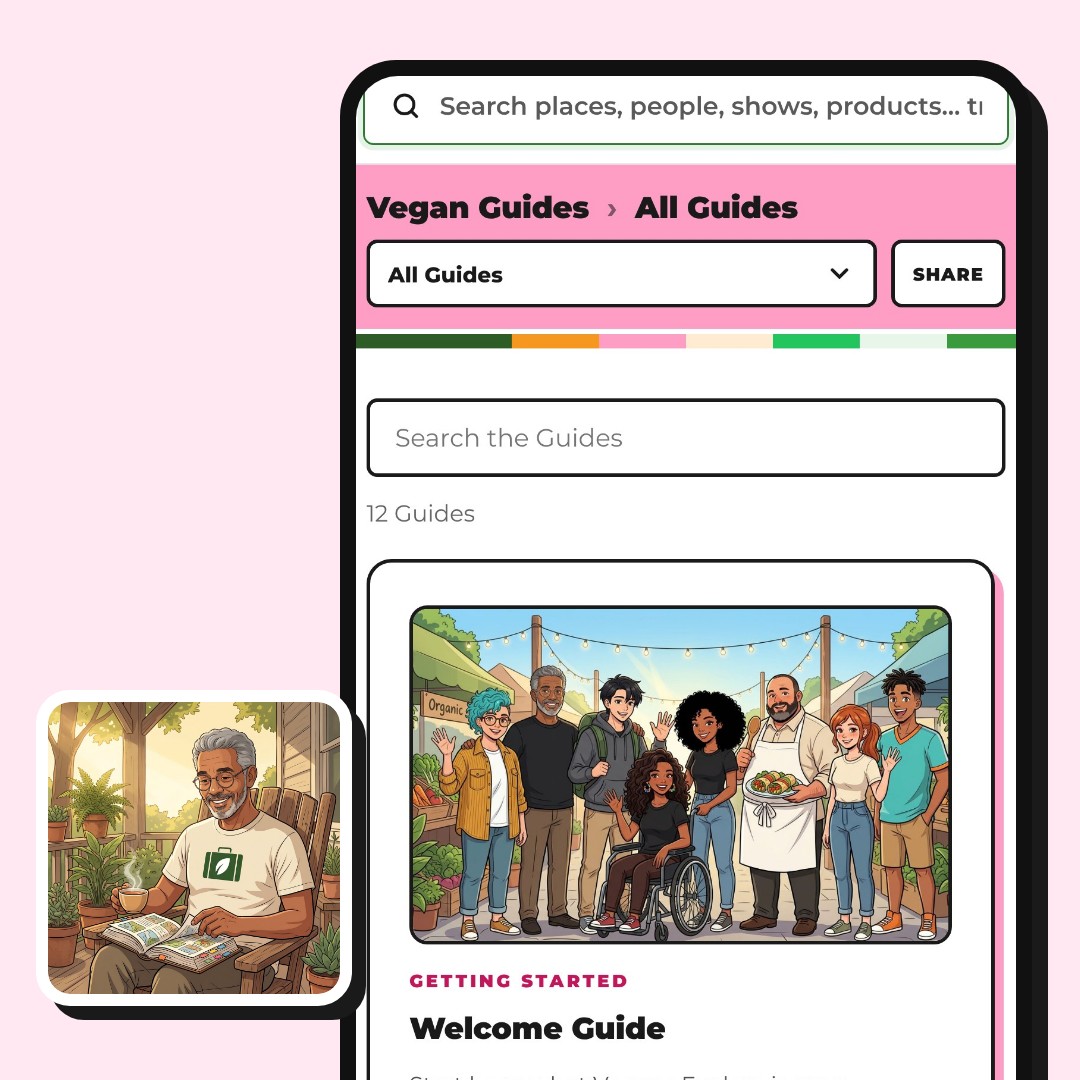 Search places, people, shows, products...
Vegan Guides › All Guides
All Guides
SHARE
Search the Guides
12 Guides
Organic
GETTING STARTED
Welcome Guide